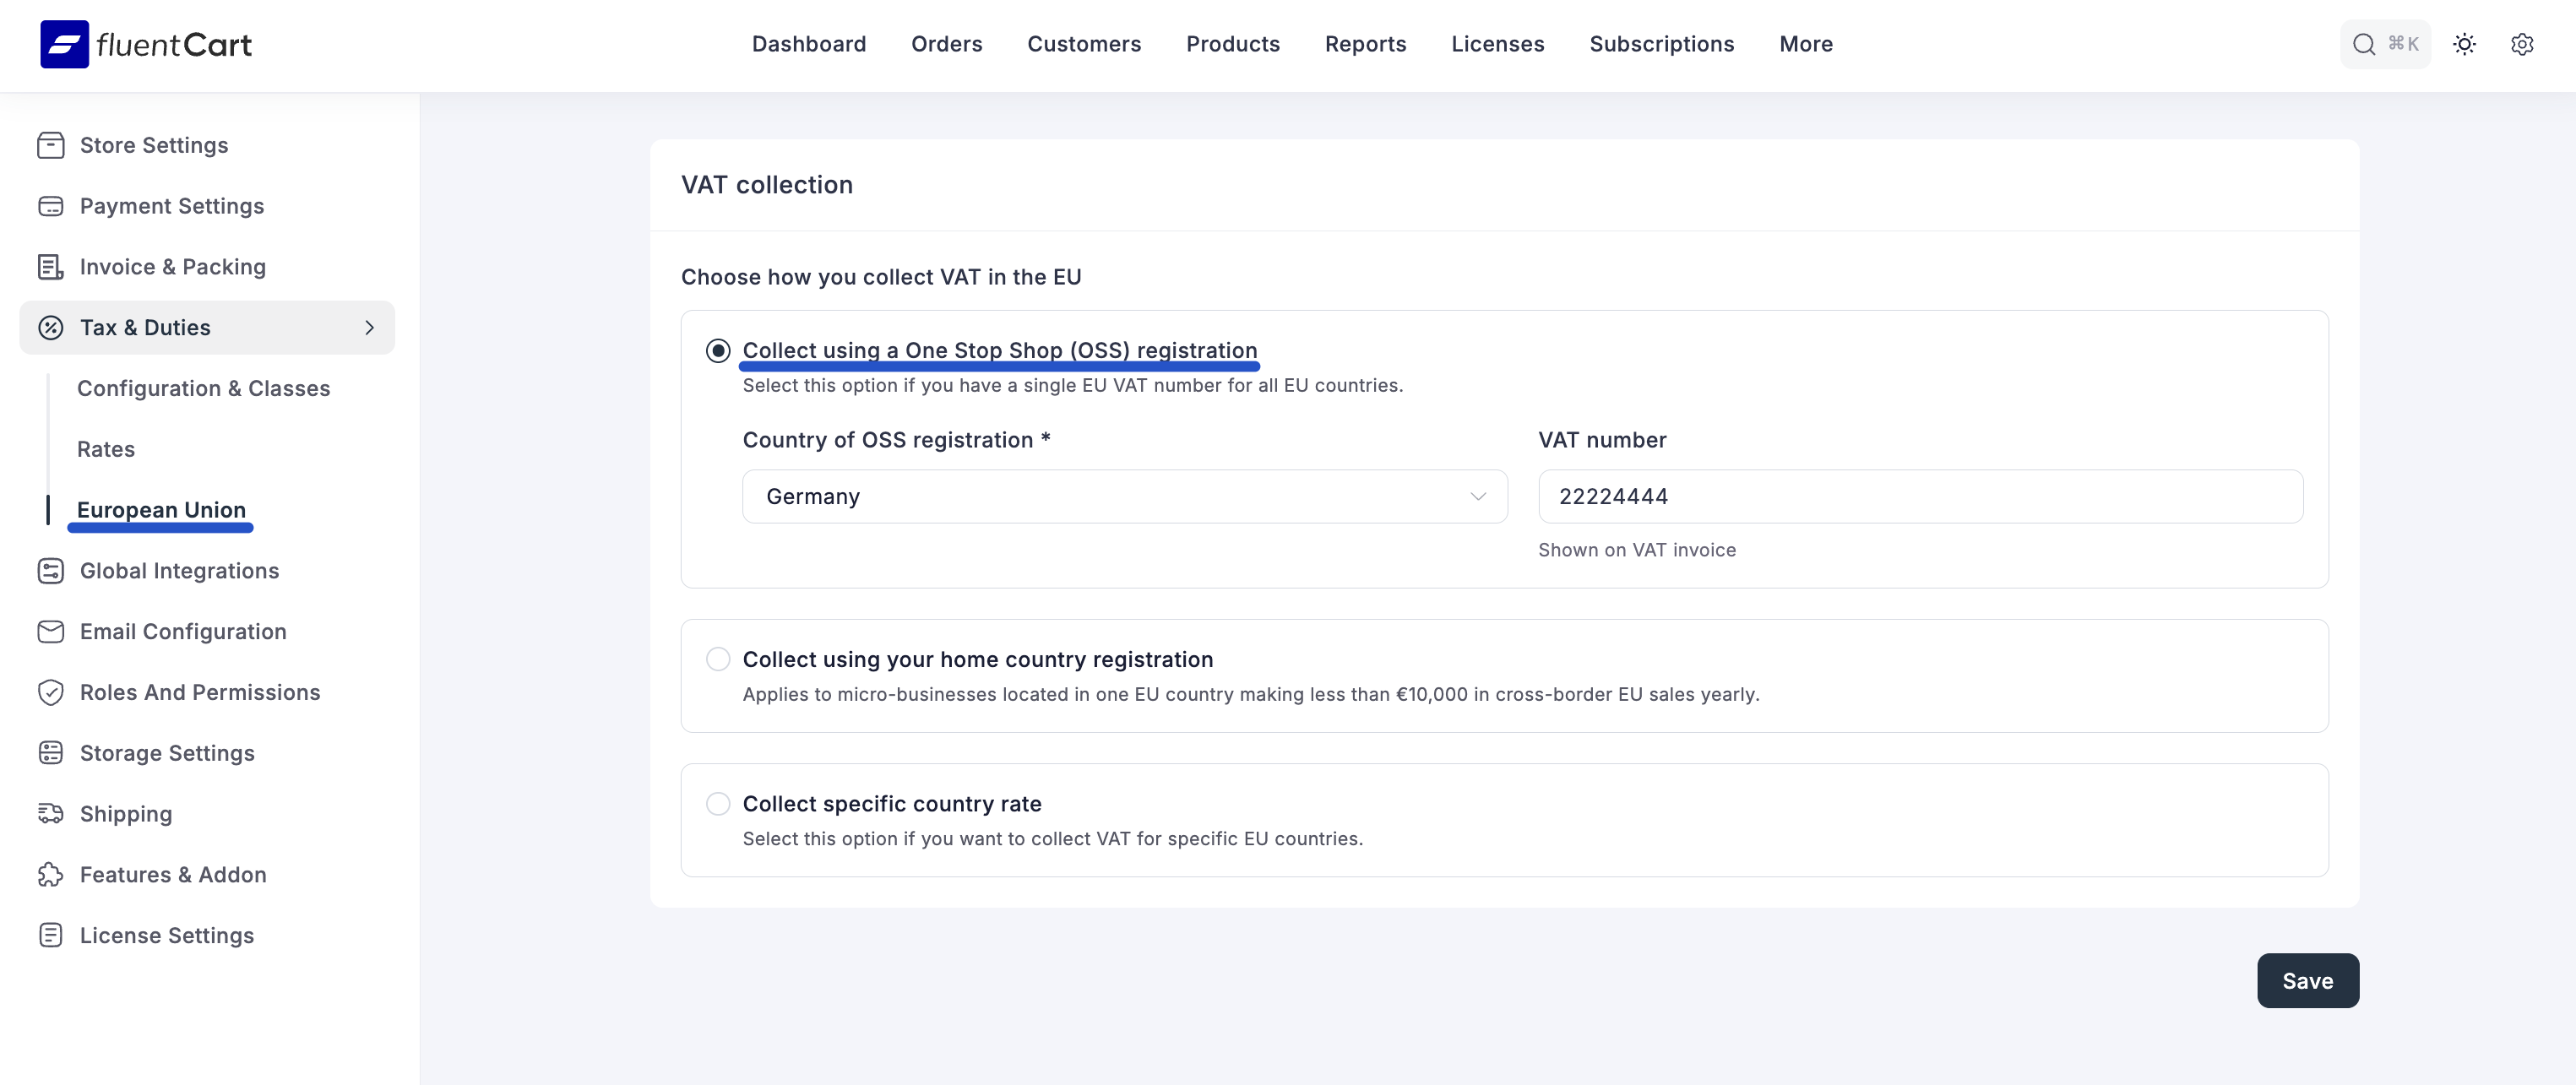 fluentCart
Dashboard
Orders
Customers
Products
Reports
Licenses
Subscriptions
More
⌘ K
Store Settings
Payment Settings
Invoice & Packing
Tax & Duties
Configuration & Classes
Rates
European Union
Global Integrations
Email Configuration
Roles And Permissions
Storage Settings
Shipping
Features & Addon
License Settings
VAT collection
Choose how you collect VAT in the EU
Collect using a One Stop Shop (OSS) registration
Select this option if you have a single EU VAT number for all EU countries.
Country of OSS registration *
Germany
VAT number
22224444
Shown on VAT invoice
Collect using your home country registration
Applies to micro-businesses located in one EU country making less than €10,000 in cross-border EU sales yearly.
Collect specific country rate
Select this option if you want to collect VAT for specific EU countries.
Save